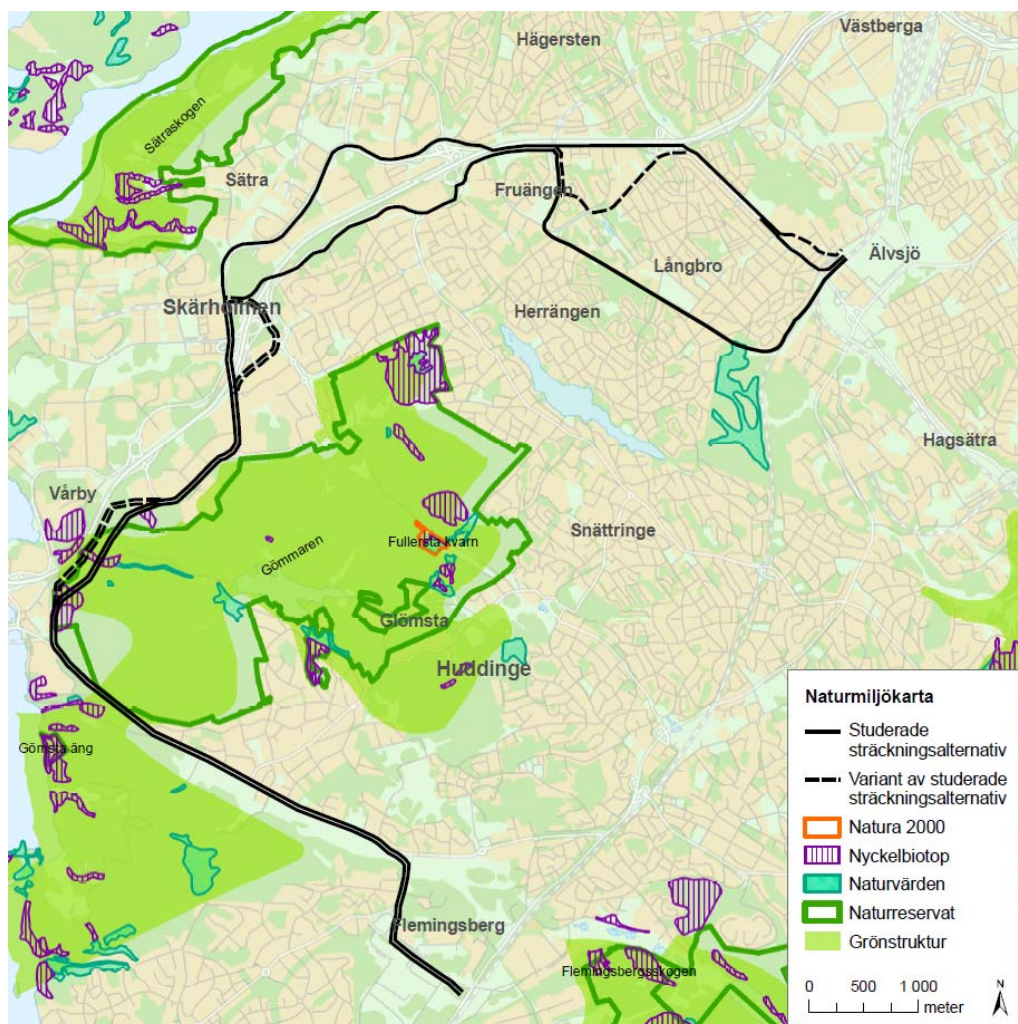 Hägersten
Västberga
Sätraskogen
Sätra
Fruängen
Älvsjö
Långbro
Skärholmen
Herrängen
Hagsätra
Vårby
Snättringe
Fullersta kvarn
Gömmaren
Glömsta
Huddinge
Gömsta äng
Flemingsberg
Flemingsbergsskogen
Naturmiljökarta
Studerade
sträckningsalternativ
Variant av studerade
sträckningsalternativ
Natura 2000
Nyckelbiotop
Naturvärden
Naturreservat
Grönstruktur
0 500 1 000
meter
N